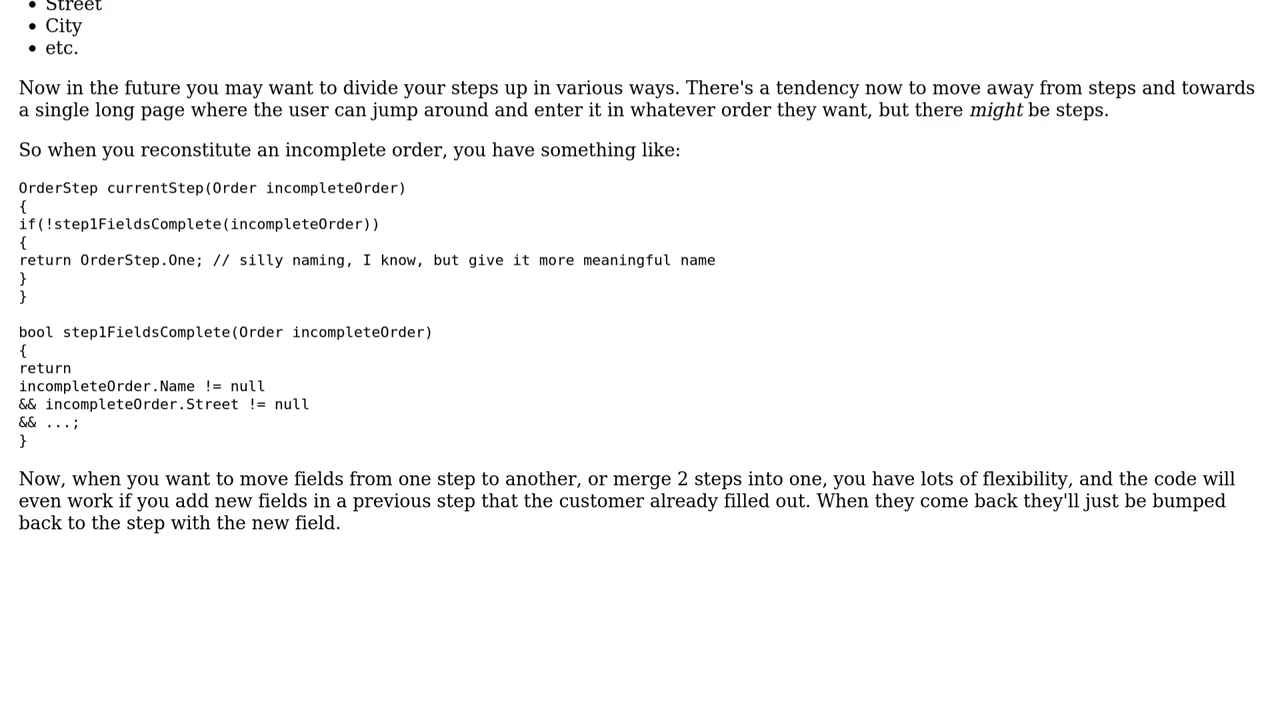 • Street
• City
• etc.
Now in the future you may want to divide your steps up in various ways. There's a tendency now to move away from steps and towards
a single long page where the user can jump around and enter it in whatever order they want, but there might be steps.
So when you reconstitute an incomplete order, you have something like:
OrderStep currentStep(Order incompleteOrder)
{
if(!step1FieldsComplete(incompleteOrder))
{
return OrderStep.One; // silly naming, I know, but give it more meaningful name
}
}
bool step1FieldsComplete(Order incompleteOrder)
{
return
incompleteOrder.Name != null
&& incompleteOrder.Street != null
&& ...;
}
Now, when you want to move fields from one step to another, or merge 2 steps into one, you have lots of flexibility, and the code will
even work if you add new fields in a previous step that the customer already filled out. When they come back they'll just be bumped
back to the step with the new field.